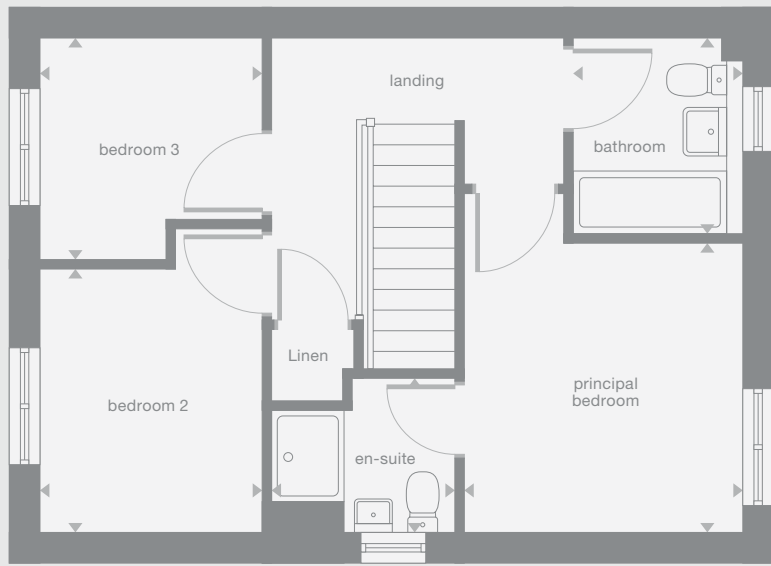 landing
bedroom 3
bathroom
Linen
principal
bedroom
bedroom 2
en-suite